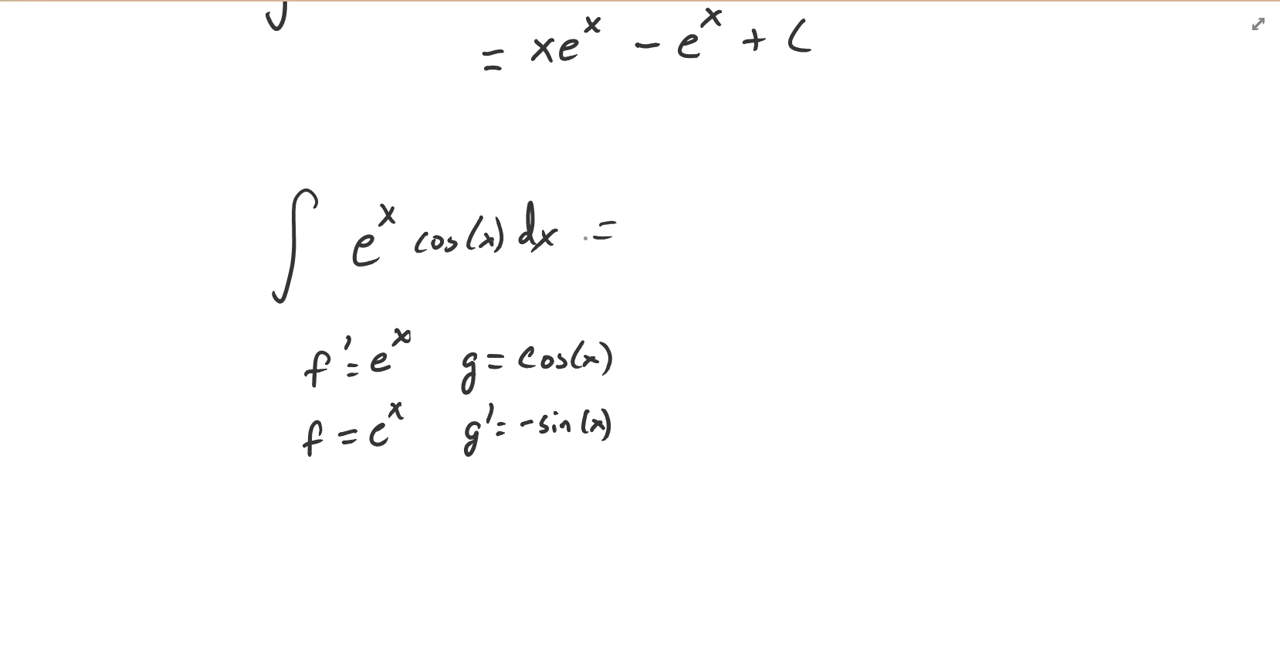 = xe^x - e^x + C
∫ e^x cos(x) dx =
f' = e^x g = cos(x)
f = e^x g' = -sin(x)